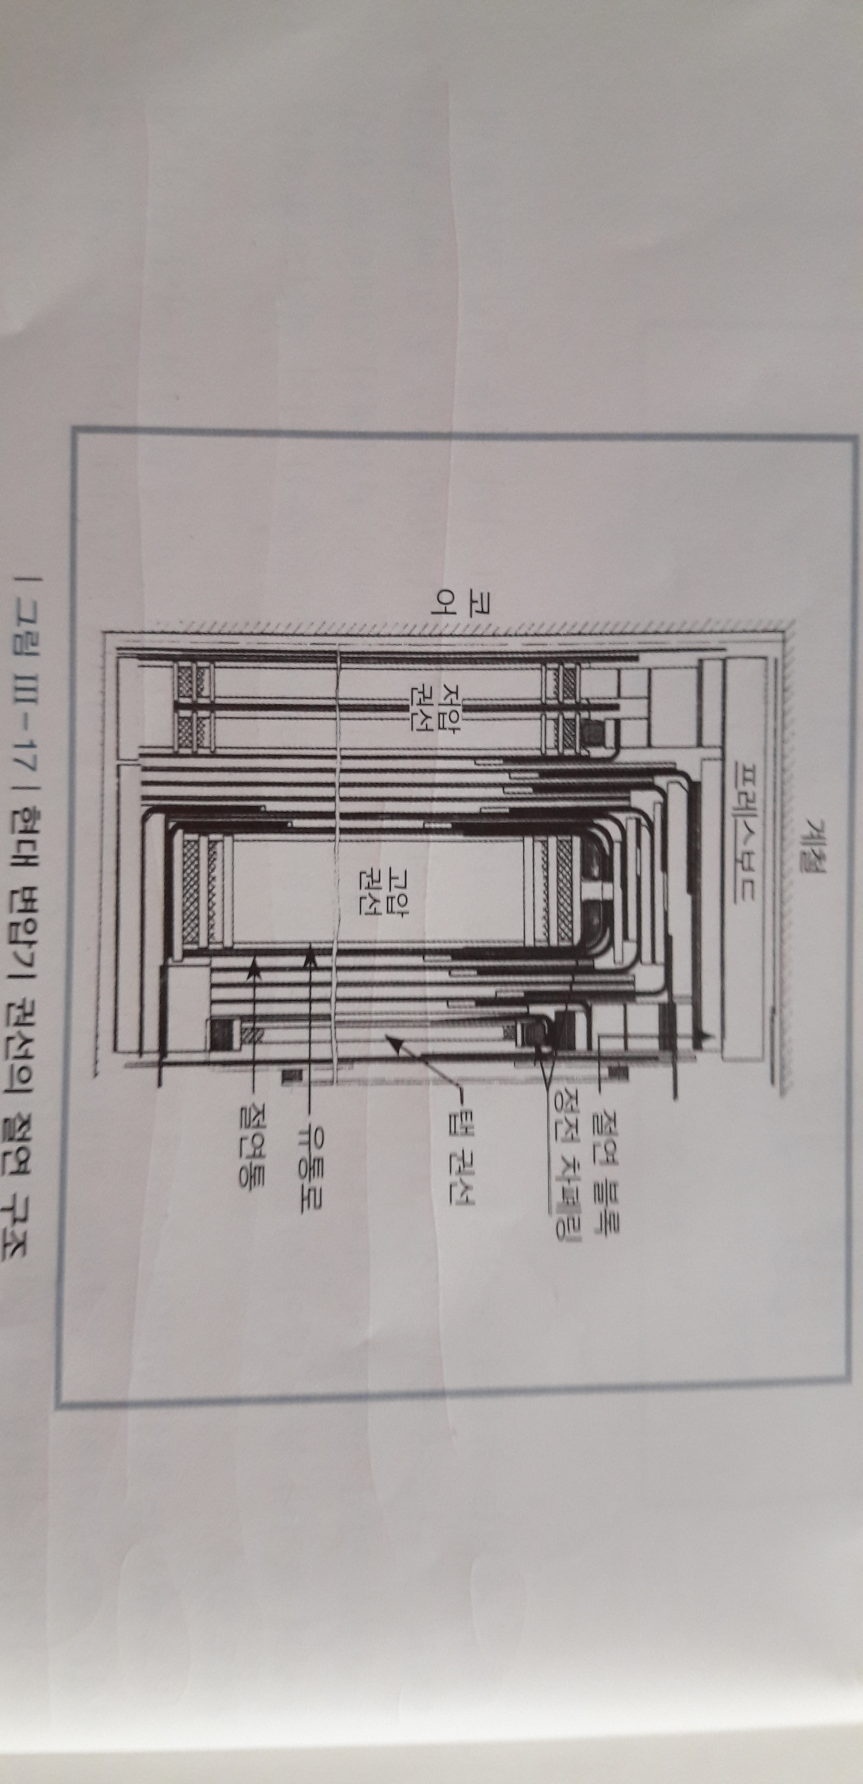 계철
프레스보드
코
어
저압
권선
고압
권선
절연 블록
정전 차폐링
탭 권선
유통로
절연통
| 그림 III-17 | 현대 변압기 권선의 절연 구조